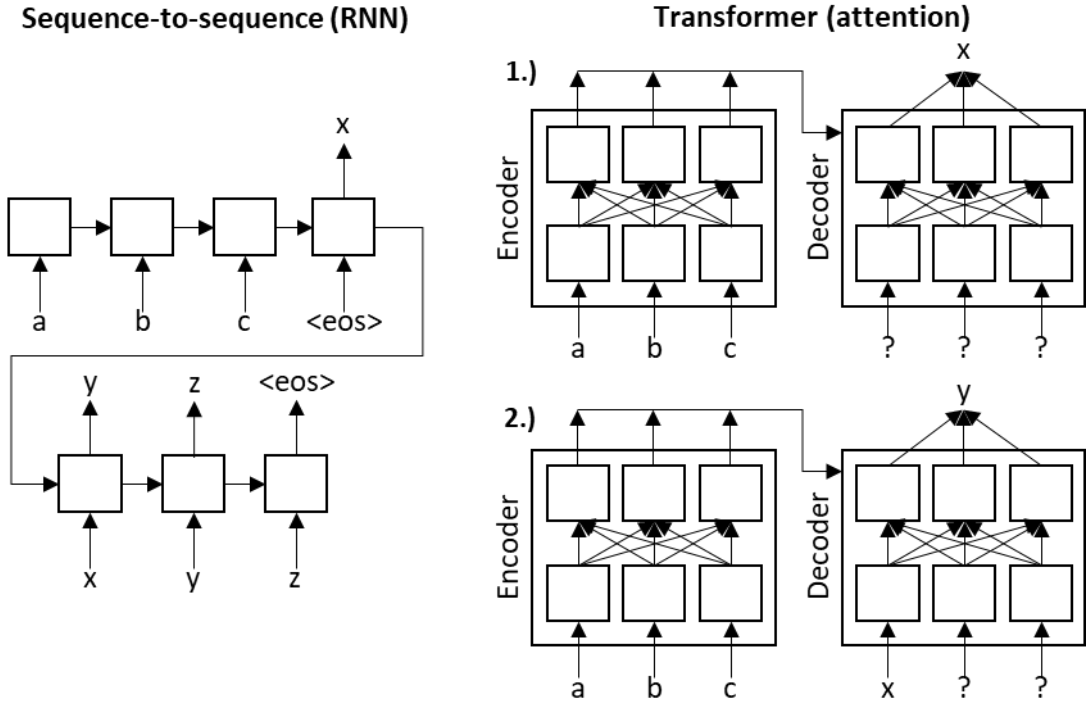 Sequence-to-sequence (RNN)
x
a b c <eos>
y z <eos>
x y z
Transformer (attention)
1.) x
Encoder
Decoder
a b c ? ? ?
2.) y
Encoder
Decoder
a b c x ? ?